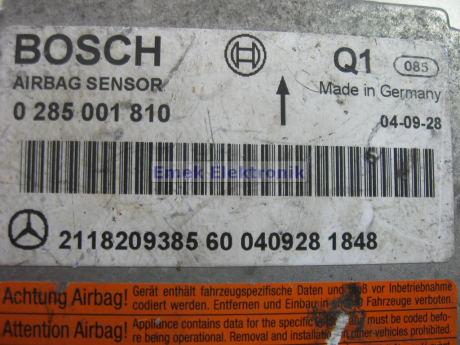 BOSCH Q1 085
AIRBAG SENSOR Made in Germany
0 285 001 810 04-09-28
Emek Elektronik
2118209385 60 040928 1848
Achtung Airbag! Gerät enthält fahrzeugspezifische Daten und muß vor Inbetriebnahme
codiert werden. Entfernen und Einbau in andere Fahrzeuge verboten.
Attention Airbag! Appliance contains data for the specific must be coded befo-
re being operational. Removal and installation in other vehicles prohibited.